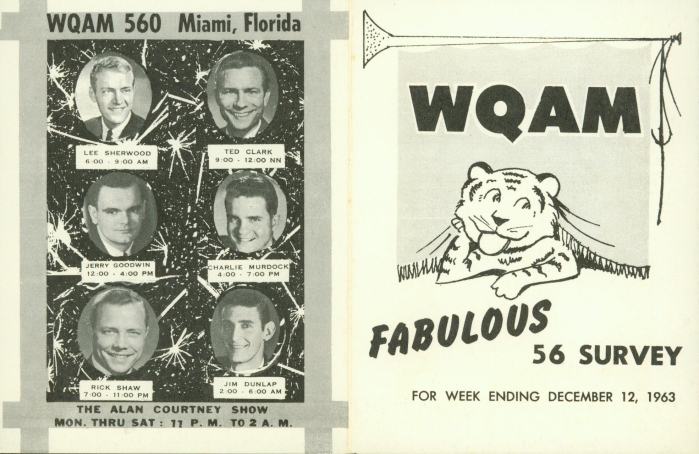 WQAM 560 Miami, Florida
LEE SHERWOOD
6:00 - 9:00 AM
TED CLARK
9:00 - 12:00 NN
JERRY GOODWIN
12:00 - 4:00 PM
CHARLIE MURDOCK
4:00 - 7:00 PM
RICK SHAW
7:00 - 11:00 PM
JIM DUNLAP
2:00 - 6:00 AM
THE ALAN COURTNEY SHOW
MON. THRU SAT : 11 P. M. TO 2 A. M.
WQAM
FABULOUS
56 SURVEY
FOR WEEK ENDING DECEMBER 12, 1963